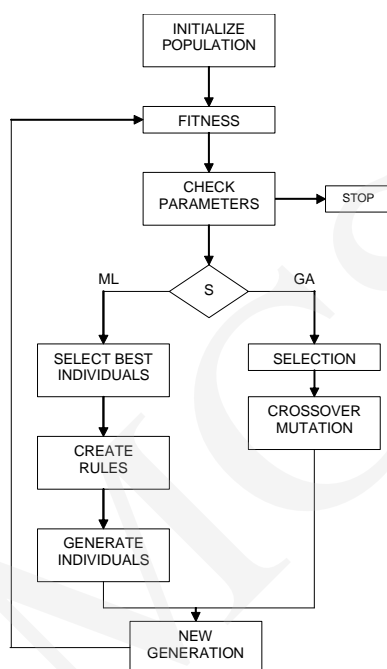 INITIALIZE
POPULATION
FITNESS
CHECK
PARAMETERS
STOP
ML
S
GA
SELECT BEST
INDIVIDUALS
SELECTION
CREATE
RULES
CROSSOVER
MUTATION
GENERATE
INDIVIDUALS
NEW
GENERATION